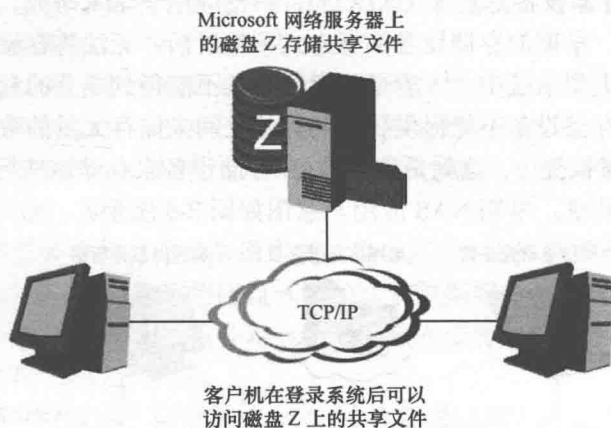 Microsoft 网络服务器上
的磁盘 Z 存储共享文件
Z
TCP/IP
客户机在登录系统后可以
访问磁盘 Z 上的共享文件